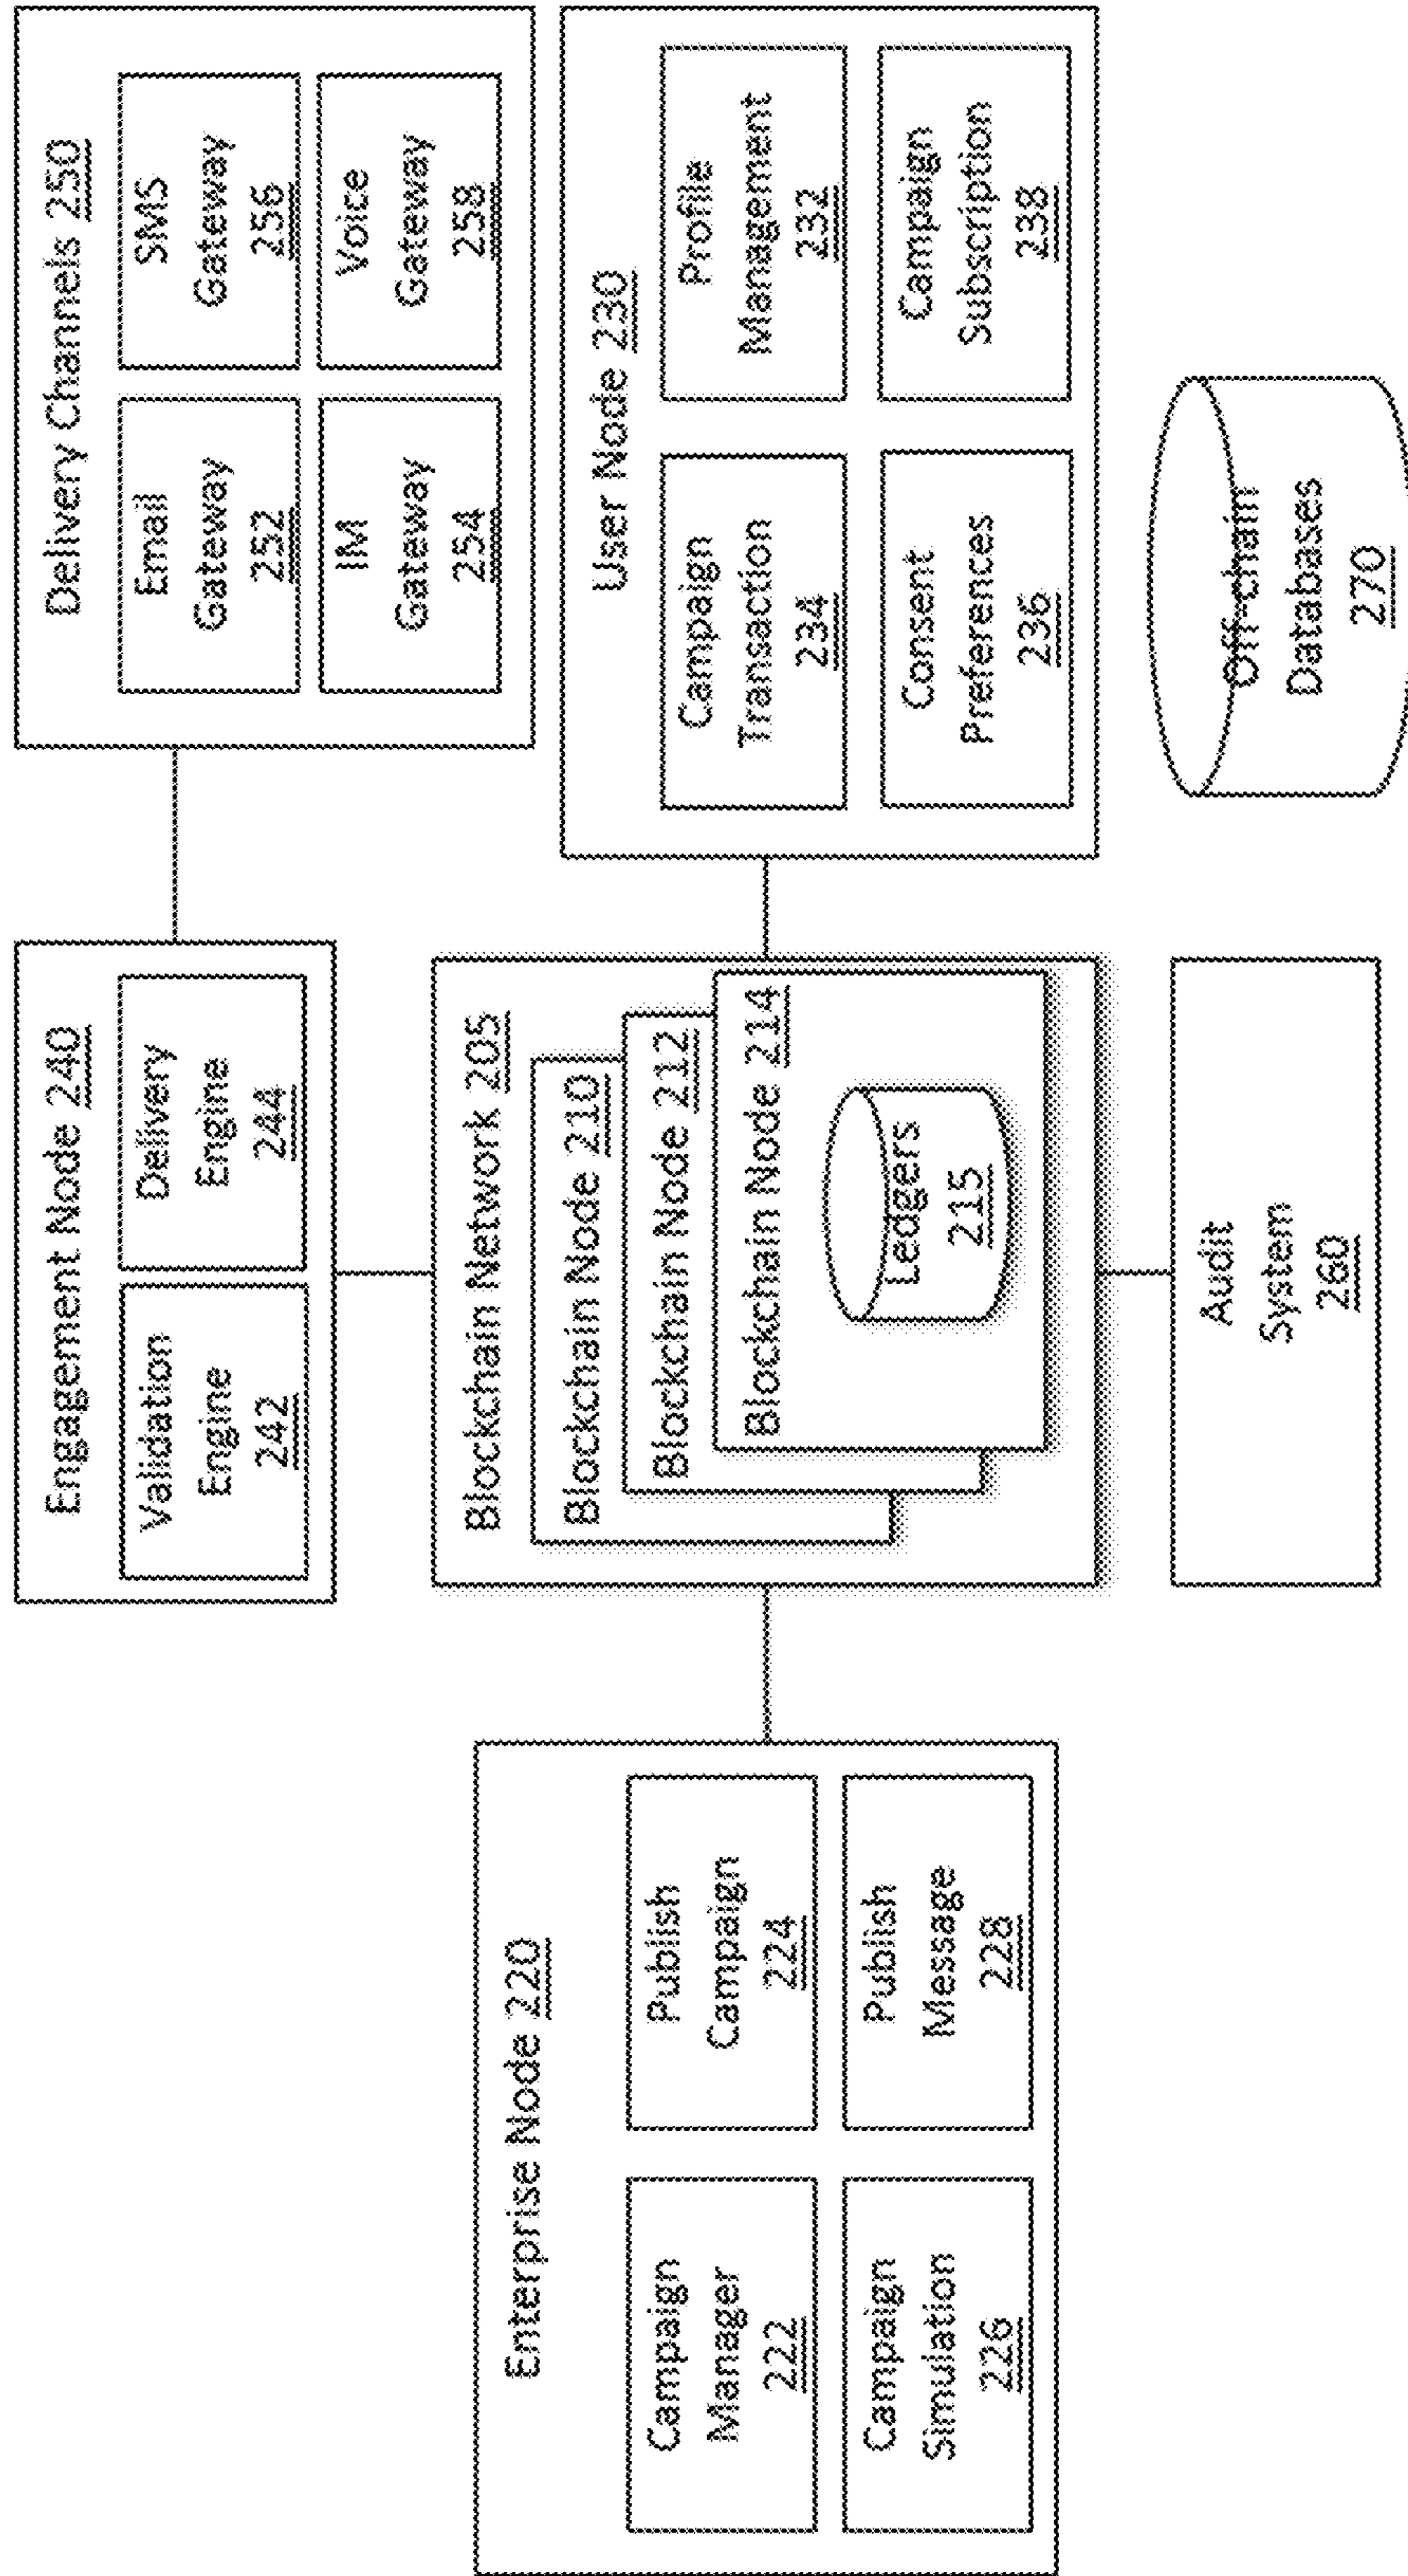 Engagement Node 240
Validation
Engine
242
Delivery
Engine
244
Delivery Channels 250
Email
Gateway
252
SMS
Gateway
256
IM
Gateway
254
Voice
Gateway
258
Enterprise Node 220
Campaign
Manager
222
Publish
Campaign
224
Campaign
Simulation
226
Publish
Message
228
Blockchain Network 205
Blockchain Node 210
Blockchain Node 212
Blockchain Node 214
Ledgers
215
User Node 230
Campaign
Transaction
234
Profile
Management
232
Consent
Preferences
236
Campaign
Subscription
238
Audit
System
260
Off-chain
Databases
270